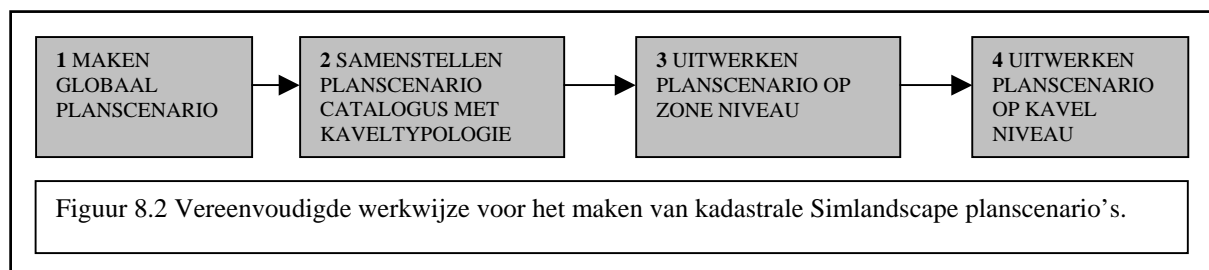 1 MAKEN
GLOBAAL
PLANSCENARIO
2 SAMENSTELLEN
PLANSCENARIO
CATALOGUS MET
KAVELTYPOLOGIE
3 UITWERKEN
PLANSCENARIO OP
ZONE NIVEAU
4 UITWERKEN
PLANSCENARIO
OP KAVEL
NIVEAU
Figuur 8.2 Vereenvoudigde werkwijze voor het maken van kadastrale Simlandscape planscenario’s.